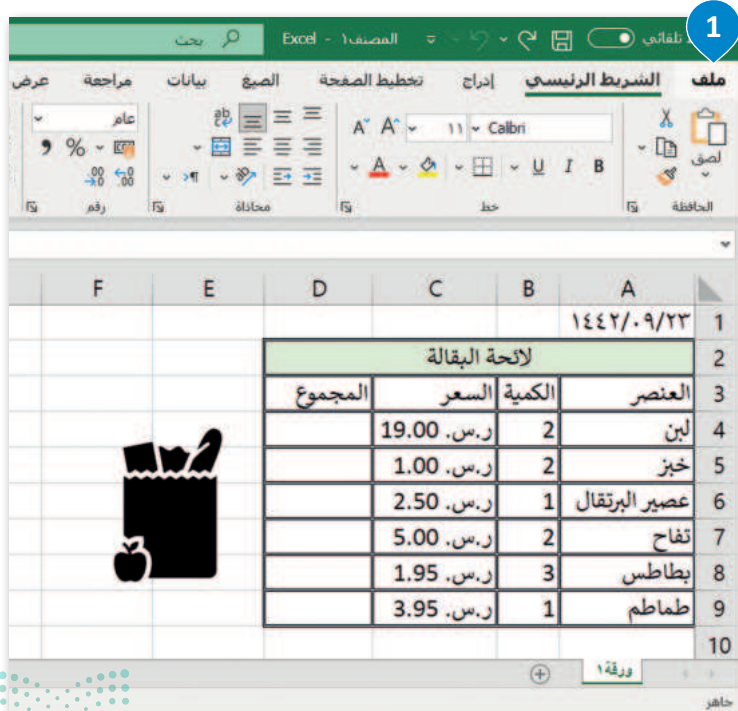 1
تلقائي المصنف١ - Excel بحث
ملف الشريط الرئيسي إدراج تخطيط الصفحة الصيغ بيانات مراجعة عرض
لصق Calibri ١١ عام
B I U
الحافظة خط محاذاة رقم
A B C D E F
1 ١٤٤٢/٠٩/٢٣
2 لائحة البقالة
3 العنصر الكمية السعر المجموع
4 لبن 2 ر.س. 19.00
5 خبز 2 ر.س. 1.00
6 عصير البرتقال 1 ر.س. 2.50
7 تفاح 2 ر.س. 5.00
8 بطاطس 3 ر.س. 1.95
9 طماطم 1 ر.س. 3.95
10
ورقة١
جاهز